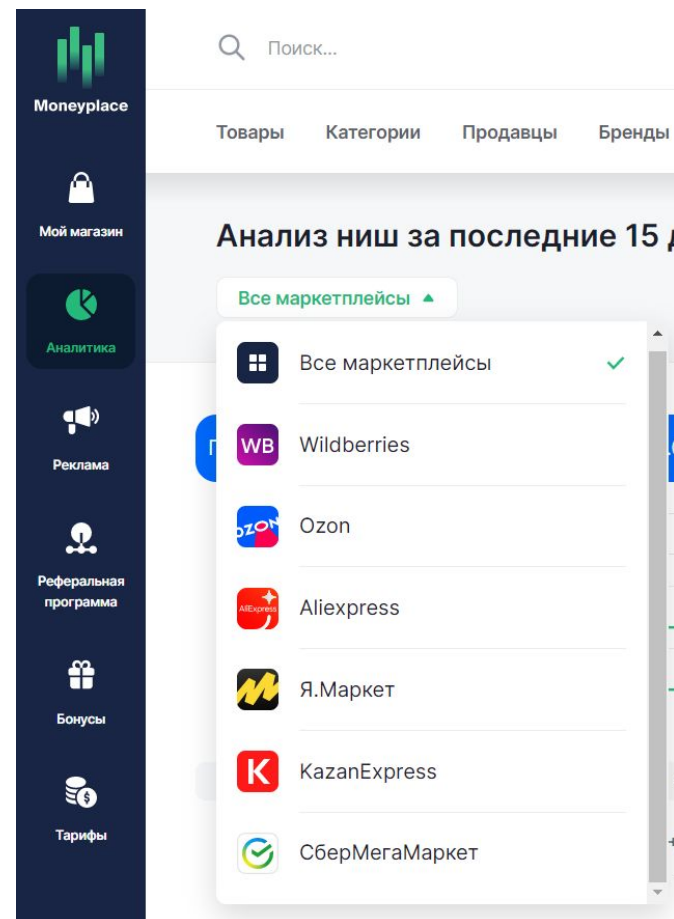 Moneyplace
Поиск...
Товары Категории Продавцы Бренды
Мой магазин
Анализ ниш за последние 15
Все маркетплейсы
Аналитика
Все маркетплейсы
WB Wildberries
Реклама
OZON Ozon
Реферальная
программа
AliExpress Aliexpress
Я.Маркет
Бонусы
K KazanExpress
Тарифы
СберМегаМаркет